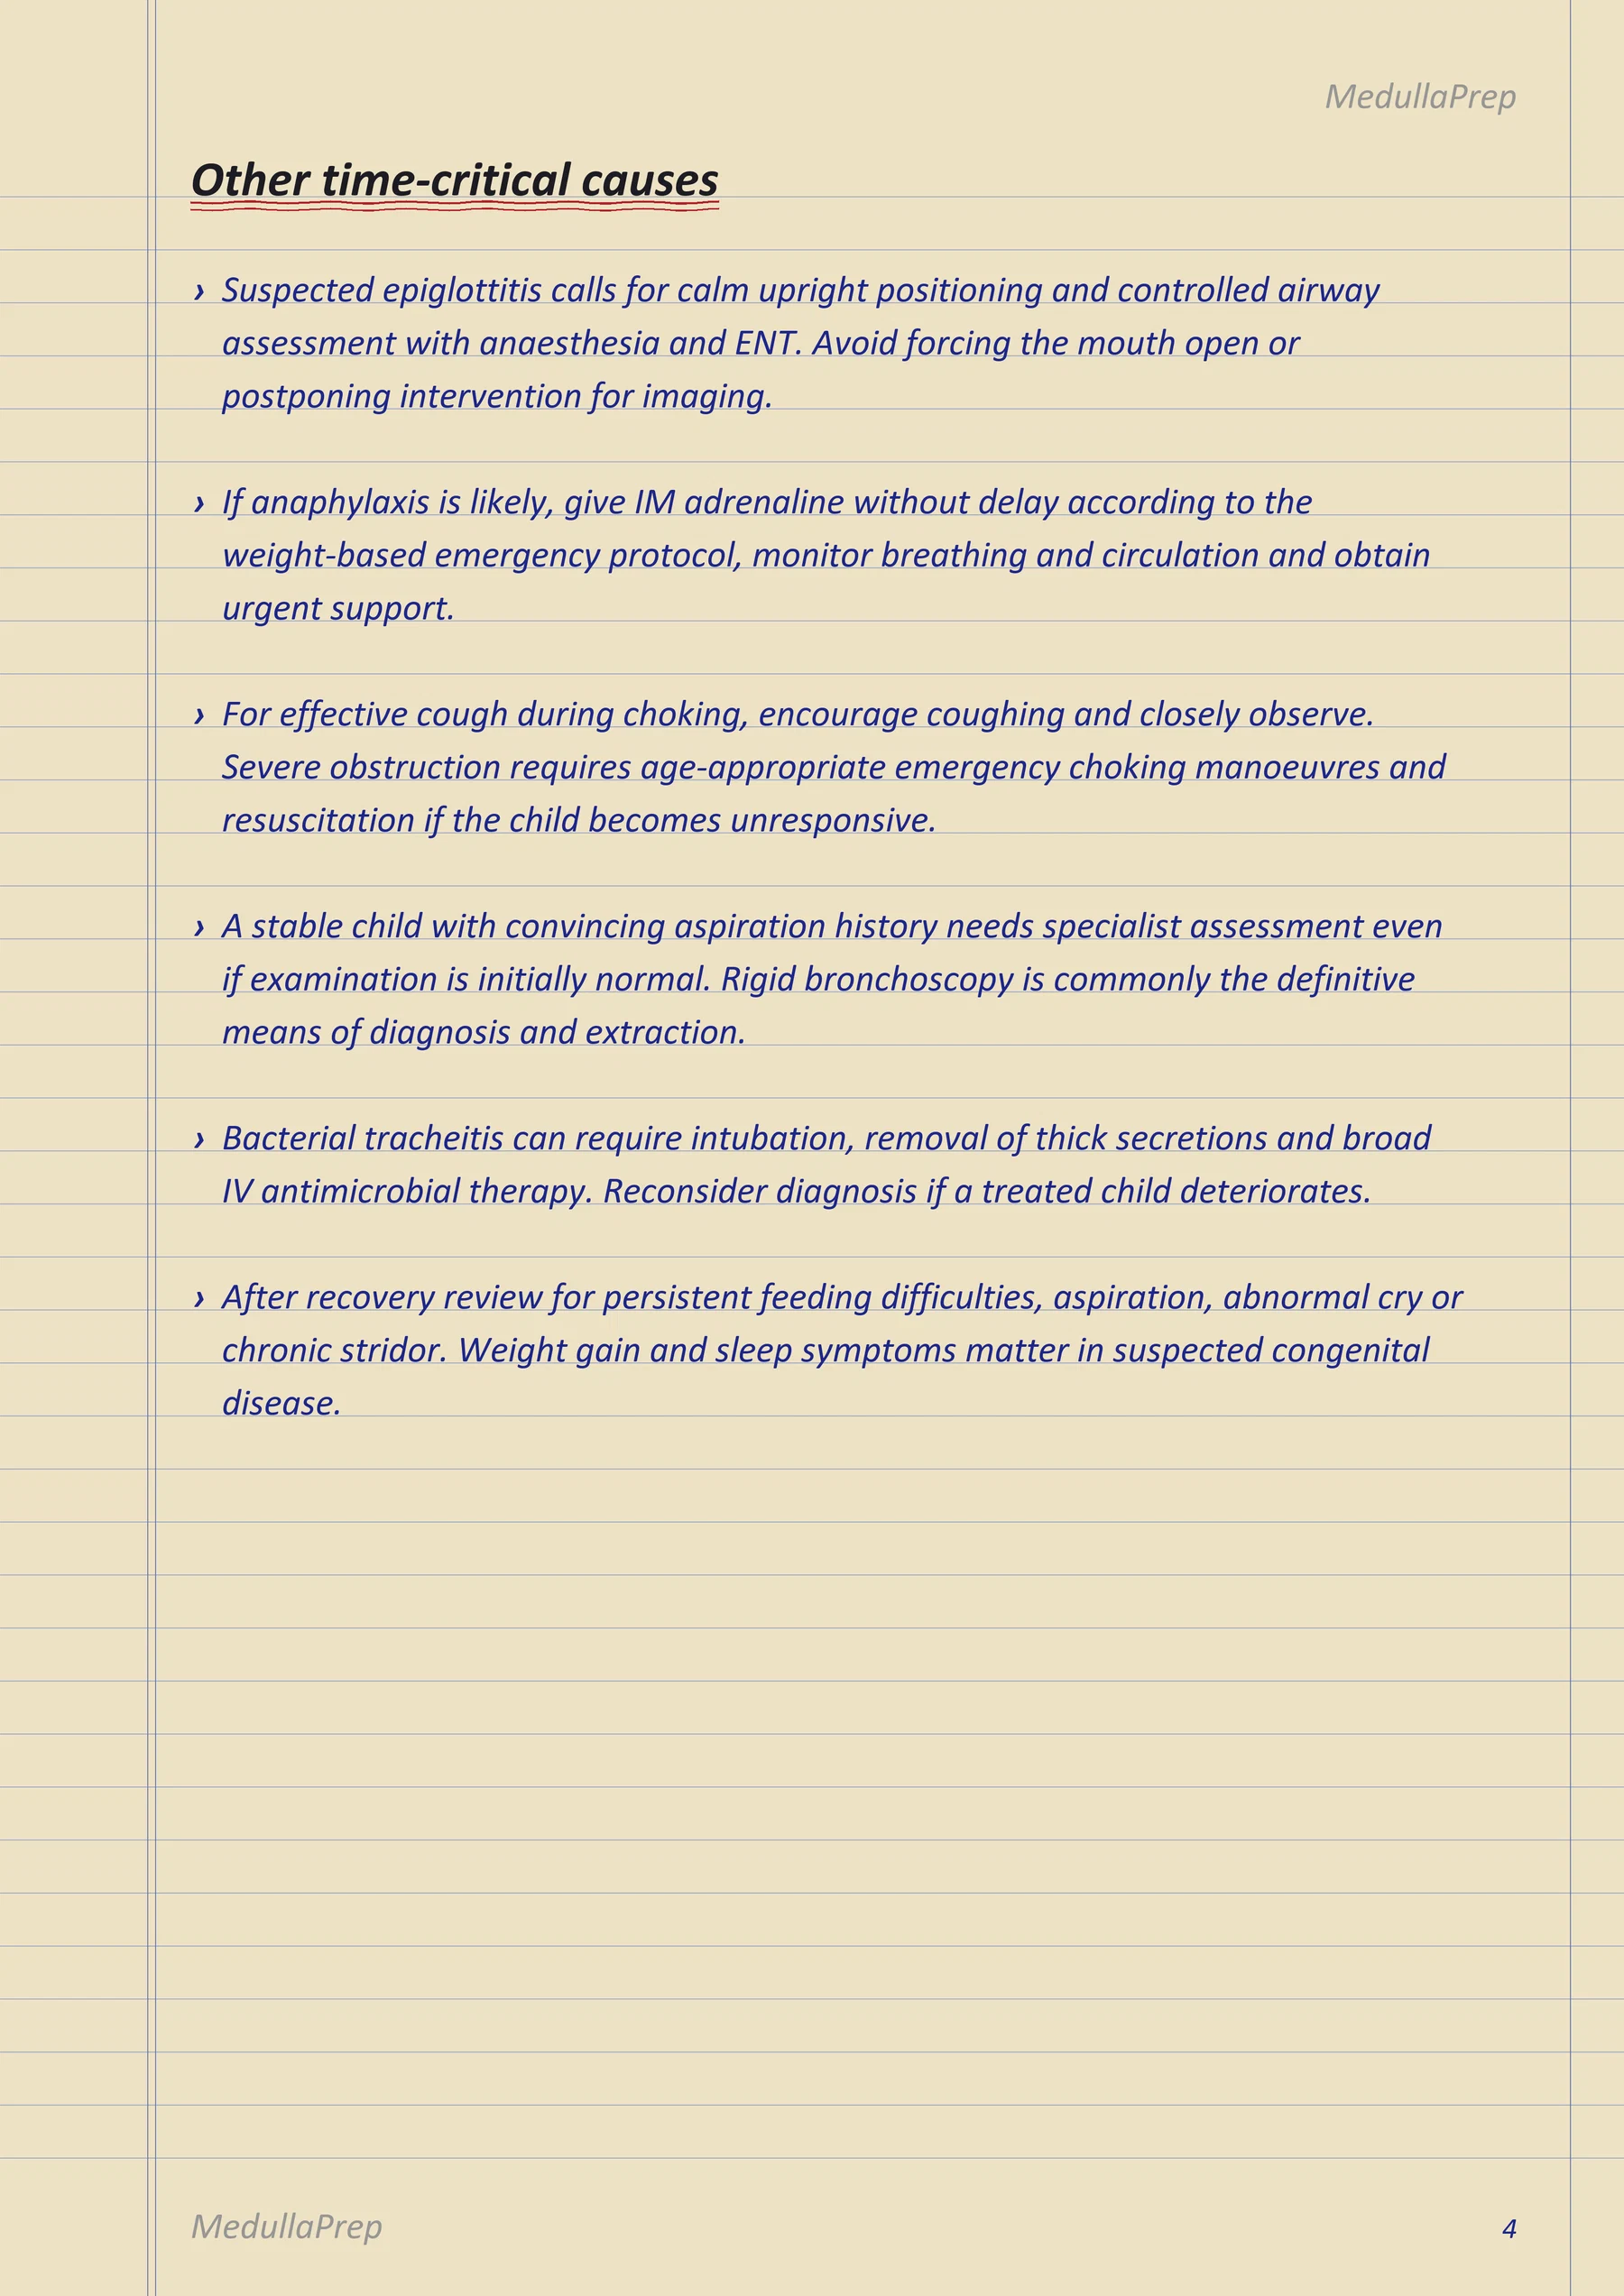 MedullaPrep
Other time-critical causes
› Suspected epiglottitis calls for calm upright positioning and controlled airway
assessment with anaesthesia and ENT. Avoid forcing the mouth open or
postponing intervention for imaging.
› If anaphylaxis is likely, give IM adrenaline without delay according to the
weight-based emergency protocol, monitor breathing and circulation and obtain
urgent support.
› For effective cough during choking, encourage coughing and closely observe.
Severe obstruction requires age-appropriate emergency choking manoeuvres and
resuscitation if the child becomes unresponsive.
› A stable child with convincing aspiration history needs specialist assessment even
if examination is initially normal. Rigid bronchoscopy is commonly the definitive
means of diagnosis and extraction.
› Bacterial tracheitis can require intubation, removal of thick secretions and broad
IV antimicrobial therapy. Reconsider diagnosis if a treated child deteriorates.
› After recovery review for persistent feeding difficulties, aspiration, abnormal cry or
chronic stridor. Weight gain and sleep symptoms matter in suspected congenital
disease.
MedullaPrep
4